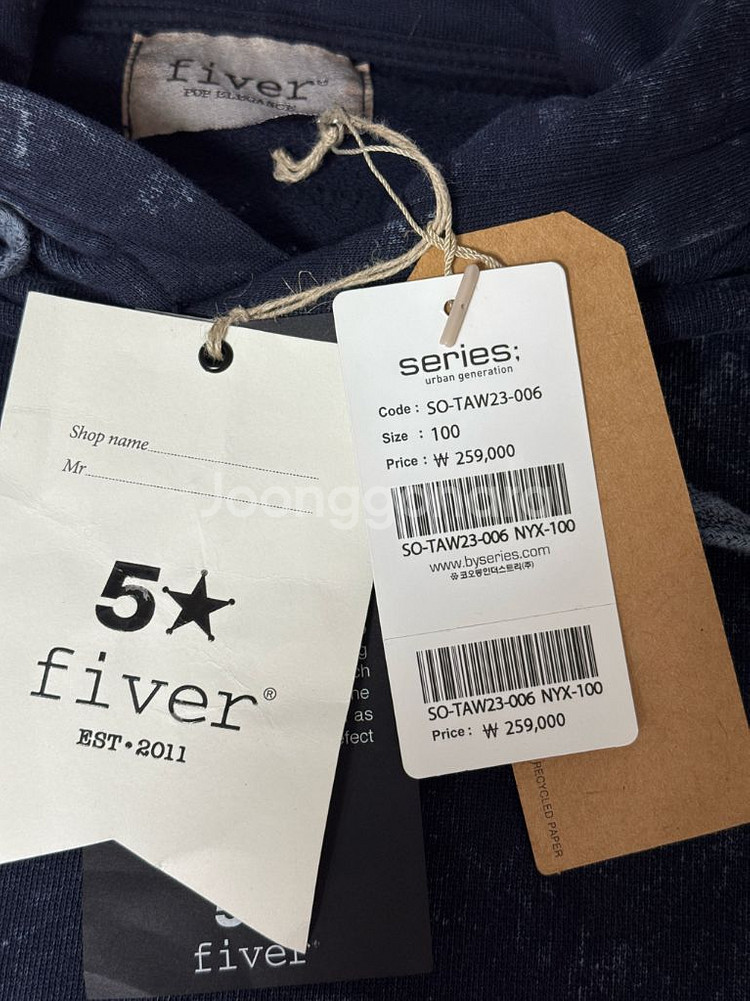 fiver
POP ELEGANCE
series;
urban generation
Code : SO-TAW23-006
Size : 100
Price : ₩ 259,000
SO-TAW23-006 NYX-100
www.byseries.com
※ 코오롱인더스트리(주)
SO-TAW23-006 NYX-100
Price : ₩ 259,000
Shop name
Mr
Joonggonara
5★
fiver®
EST•2011
as
fiver
RECYCLED PAPER